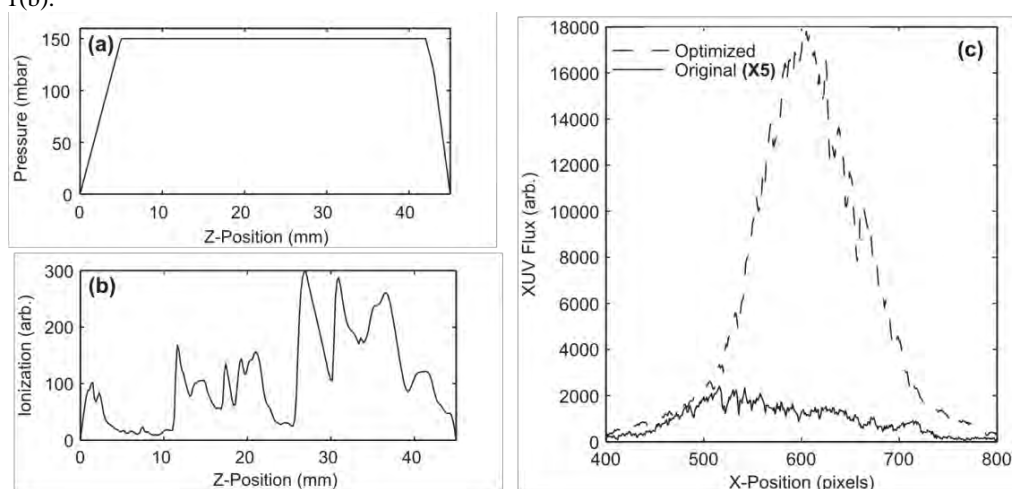 1(b).
(a)
150
100
50
0
Pressure (mbar)
0 10 20 30 40
Z-Position (mm)
(b)
300
200
100
0
Ionization (arb.)
0 10 20 30 40
Z-Position (mm)
(c)
Optimized
Original (X5)
18000
16000
14000
12000
10000
8000
6000
4000
2000
0
XUV Flux (arb.)
400 500 600 700 800
X-Position (pixels)